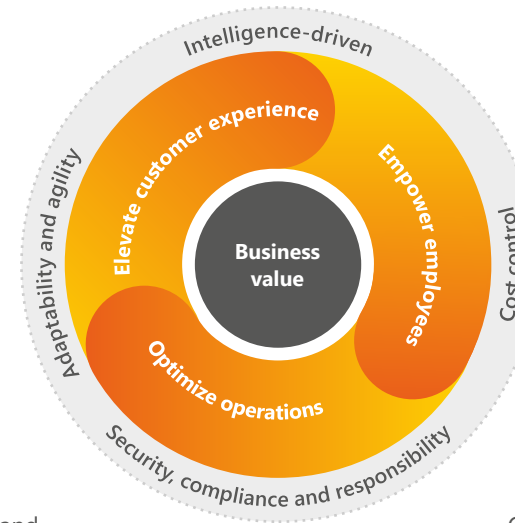 Intelligence-driven
Elevate customer experience
Empower employees
Adaptability and agility
Business
value
Cost control
Optimize operations
Security, compliance and responsibility
and